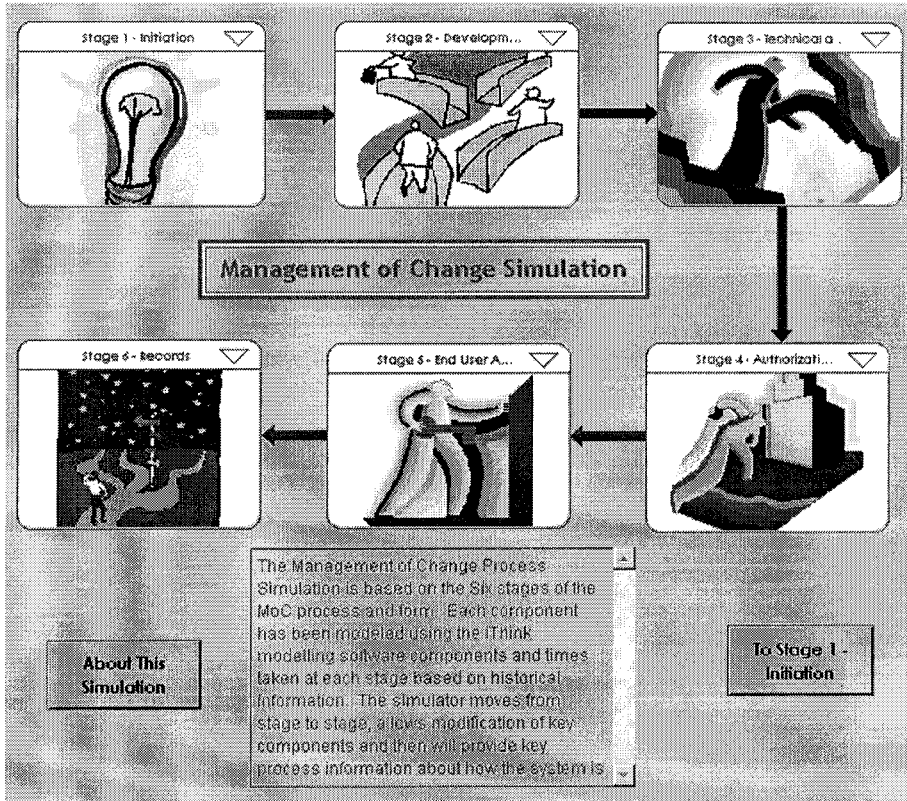 Stage 1 - Initiation
Stage 2 - Developm...
Stage 3 - Technical a...
Management of Change Simulation
Stage 6 - Records
Stage 5 - End User A...
Stage 4 - Authorizati...
The Management of Change Process
Simulation is based on the Six stages of the
MoC process and form. Each component
has been modeled using the iThink
modelling software components and times
taken at each stage based on historical
information. The simulator moves from
stage to stage, allows modification of key
components and then will provide key
process information about how the system is
About This
Simulation
To Stage 1 -
Initiation